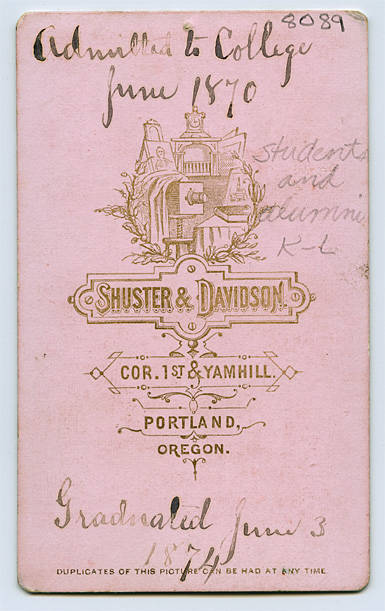 8089
Admitted to College
June 1870
Students
and
alumni
K-L
SHUSTER & DAVIDSON.
COR. 1ST & YAMHILL.
PORTLAND,
OREGON.
Graduated June 3
1874
DUPLICATES OF THIS PICTURE CAN BE HAD AT ANY TIME.